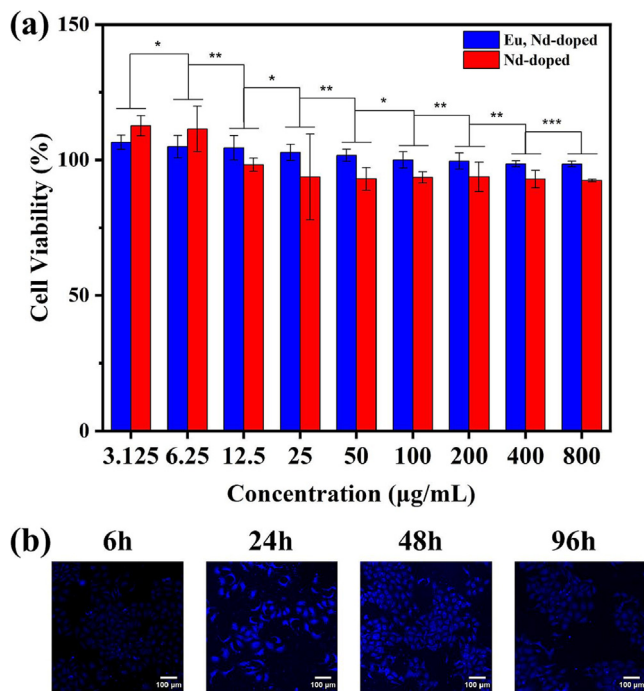 (a)
150
100
50
0
Cell Viability (%)
Eu, Nd-doped
Nd-doped
* ** * ** * ** ** ***
3.125 6.25 12.5 25 50 100 200 400 800
Concentration (μg/mL)
(b)
6h 24h 48h 96h
100 μm 100 μm 100 μm 100 μm